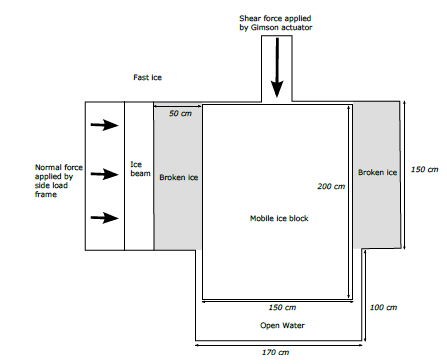 Shear force applied
by Gimson actuator
Fast ice
50 cm
Normal force
applied by
side load
frame
Ice
beam
Broken ice
200 cm
Broken ice
150 cm
Mobile ice block
150 cm
100 cm
Open Water
170 cm